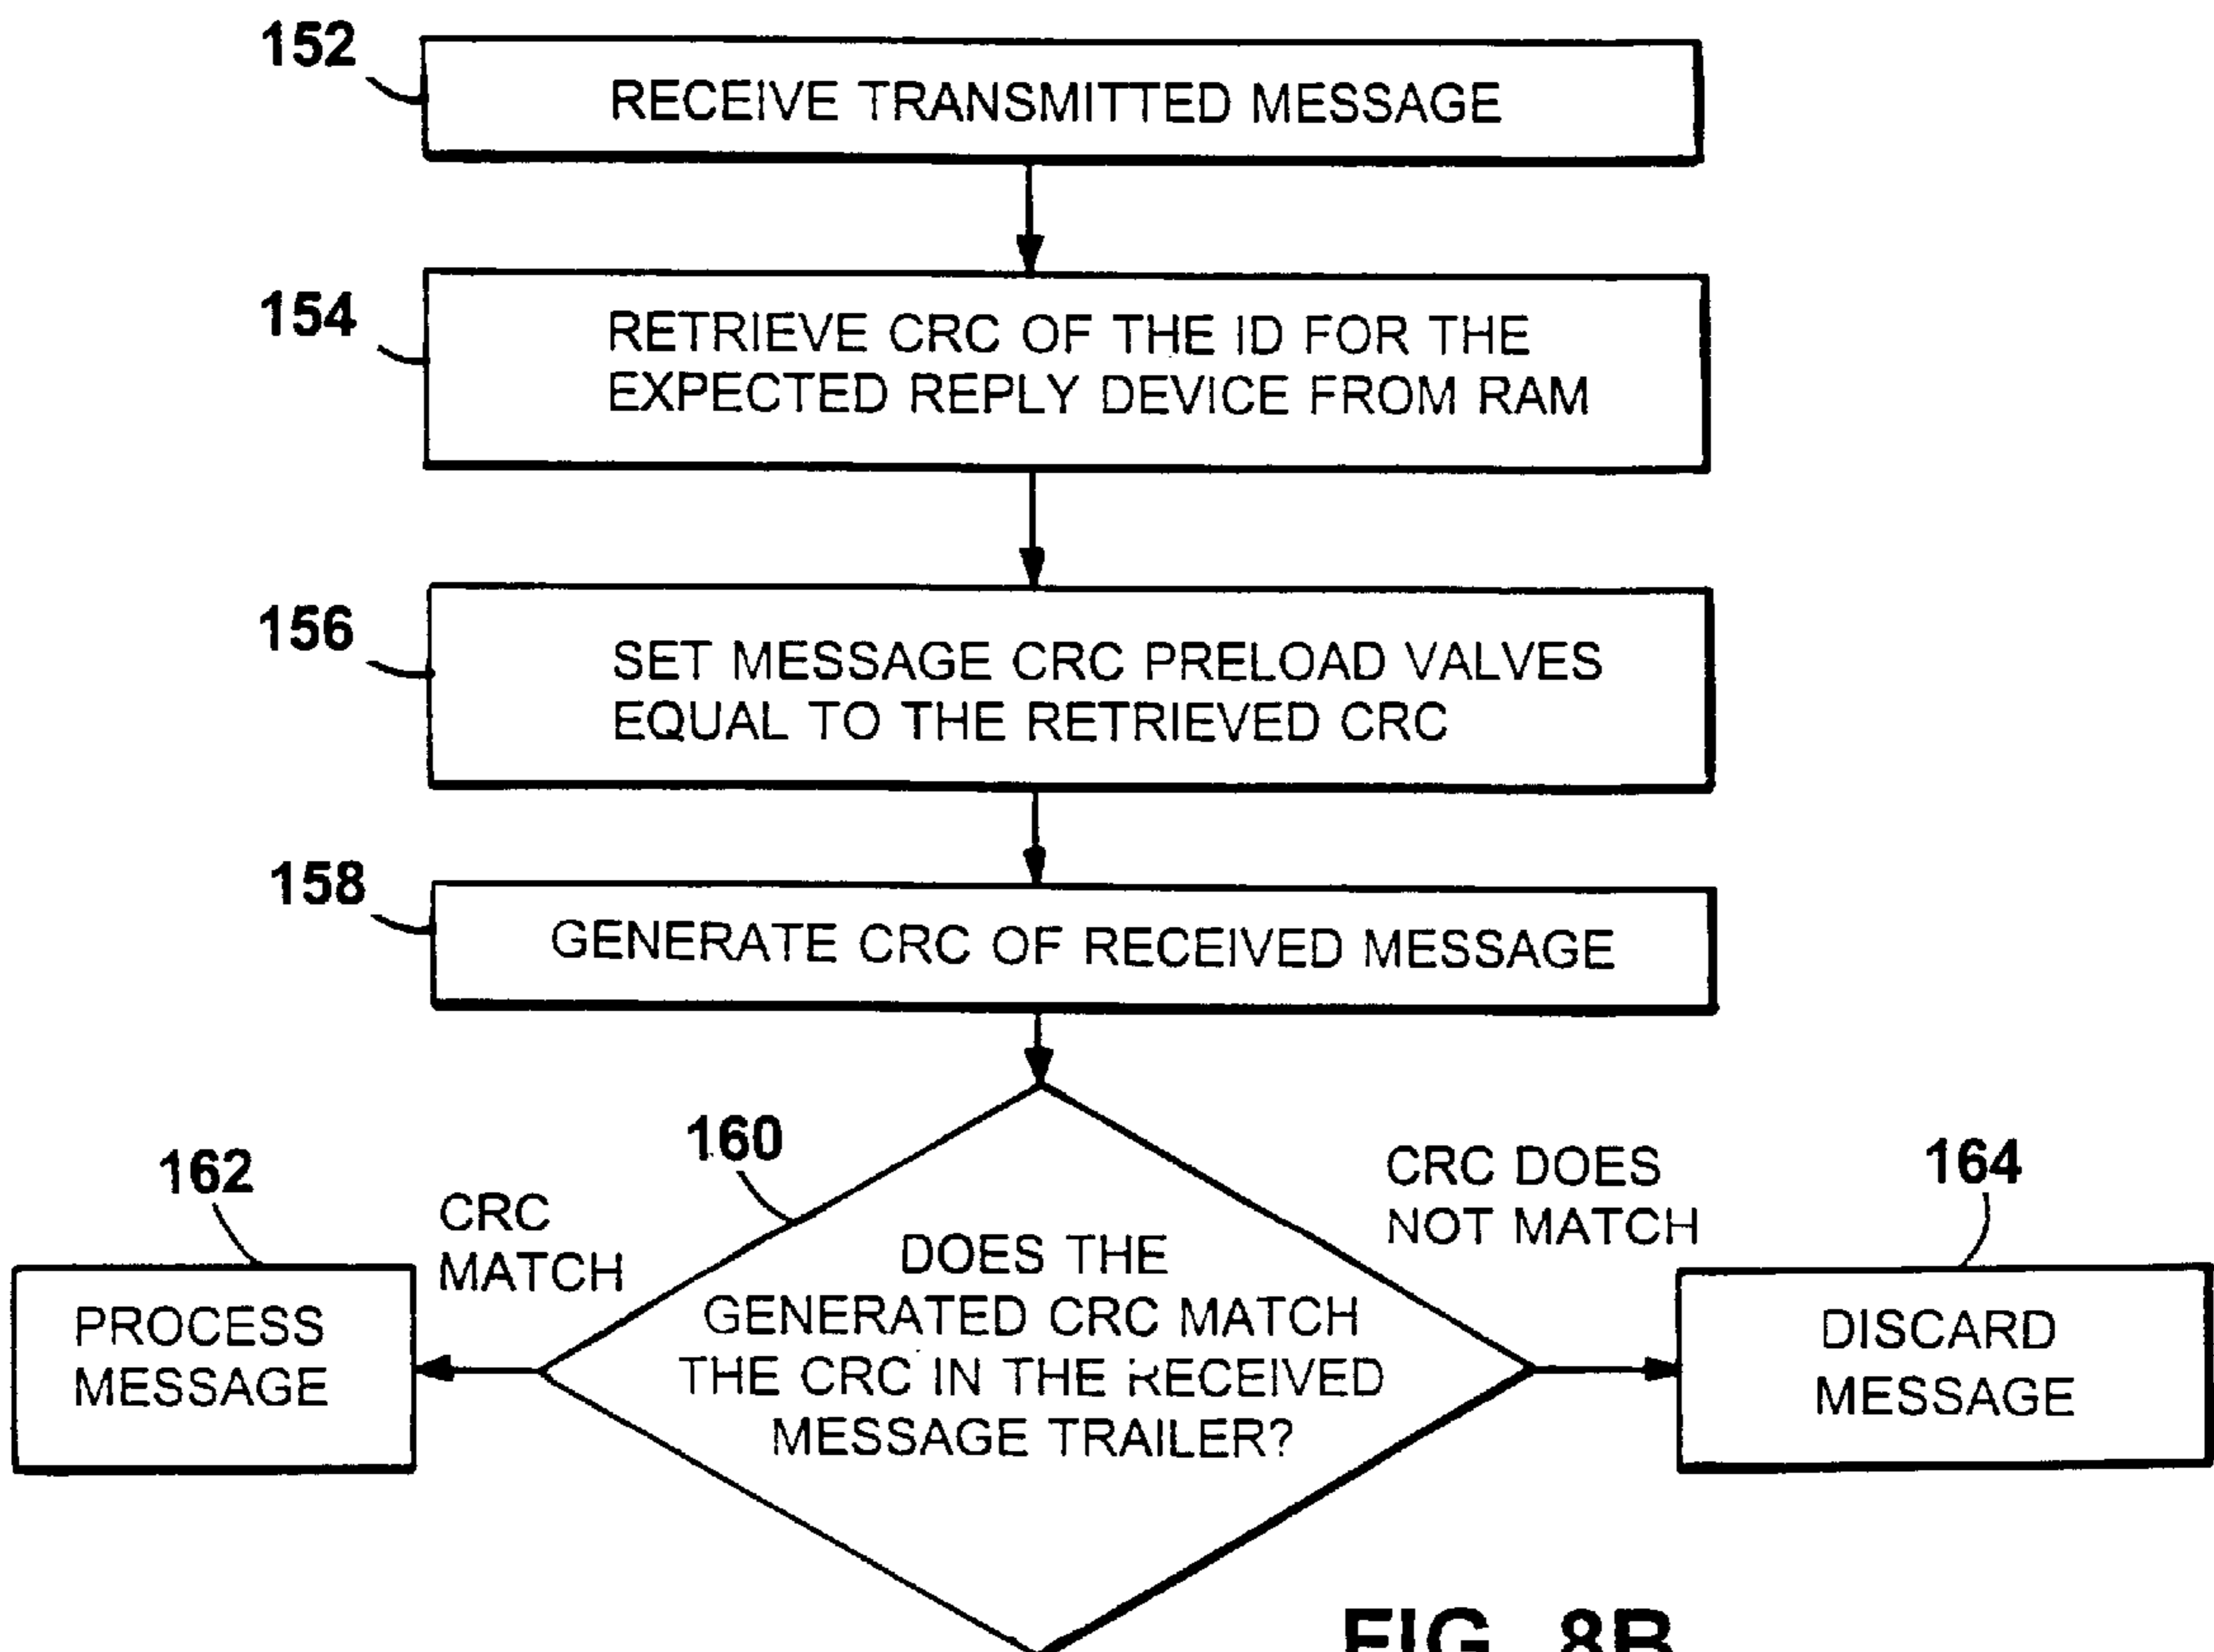 152
RECEIVE TRANSMITTED MESSAGE
154
RETRIEVE CRC OF THE ID FOR THE
EXPECTED REPLY DEVICE FROM RAM
156
SET MESSAGE CRC PRELOAD VALVES
EQUAL TO THE RETRIEVED CRC
158
GENERATE CRC OF RECEIVED MESSAGE
160
DOES THE
GENERATED CRC MATCH
THE CRC IN THE RECEIVED
MESSAGE TRAILER?
162
CRC
MATCH
PROCESS
MESSAGE
CRC DOES
NOT MATCH
164
DISCARD
MESSAGE
FIG. 8B